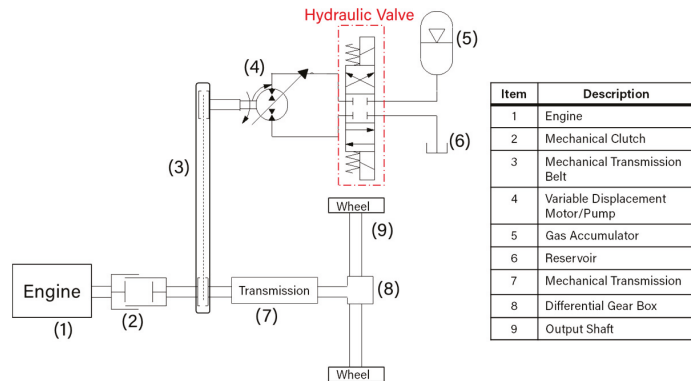 Hydraulic Valve
(4)
(5)
(3)
(6)
Wheel
(9)
Engine
Transmission
(8)
(1)
(2)
(7)
Wheel
Item Description
1 Engine
2 Mechanical Clutch
3 Mechanical Transmission
Belt
4 Variable Displacement
Motor/Pump
5 Gas Accumulator
6 Reservoir
7 Mechanical Transmission
8 Differential Gear Box
9 Output Shaft